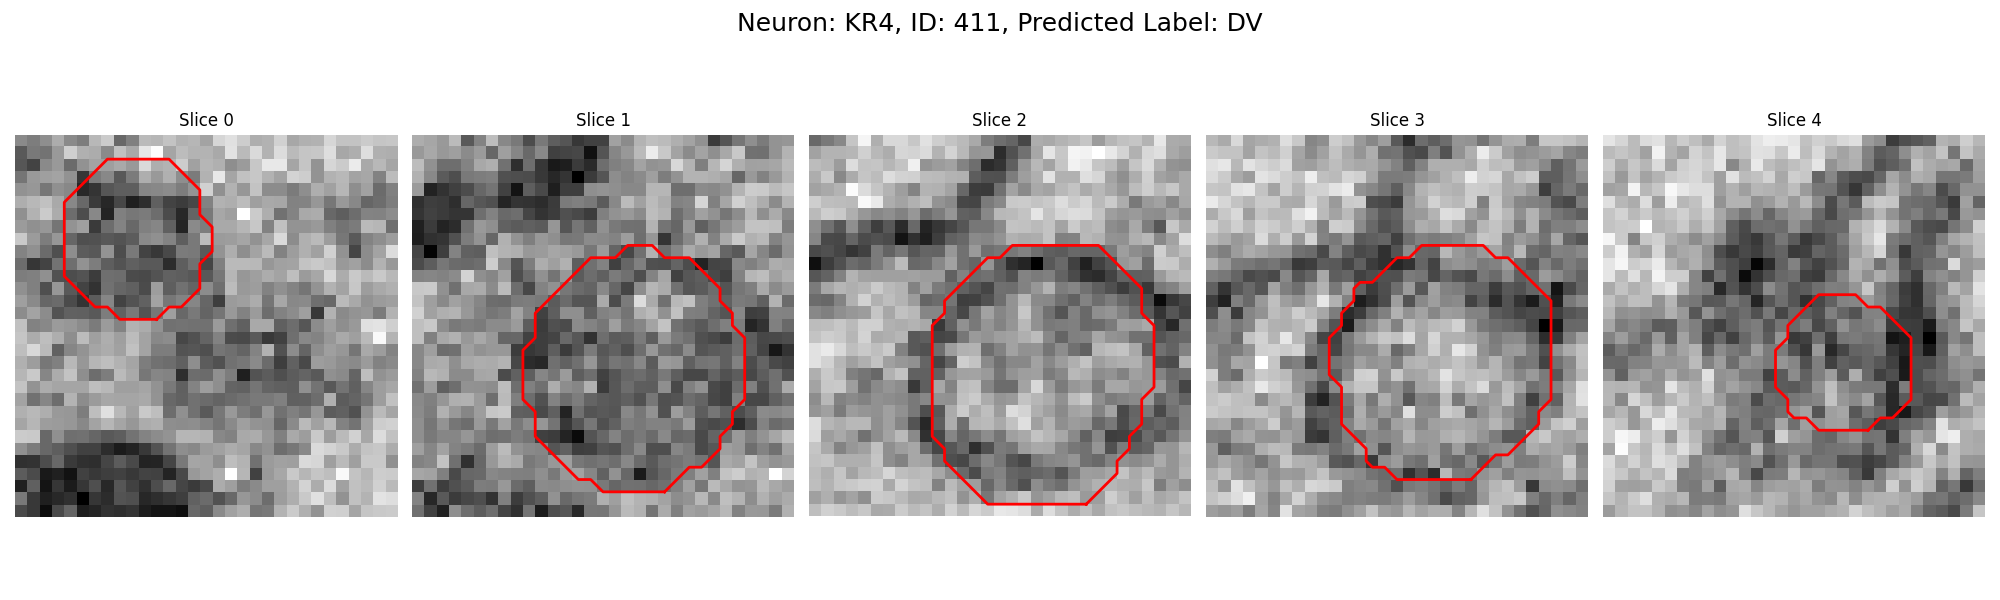 Neuron: KR4, ID: 411, Predicted Label: DV
Slice 0
Slice 1
Slice 2
Slice 3
Slice 4